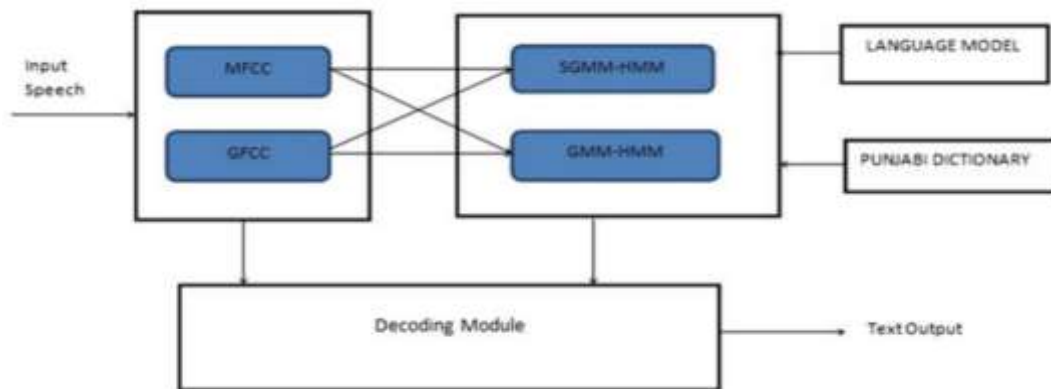 Input
Speech
MFCC
GFCC
SGMM-HMM
GMM-HMM
LANGUAGE MODEL
PUNJABI DICTIONARY
Decoding Module
Text Output